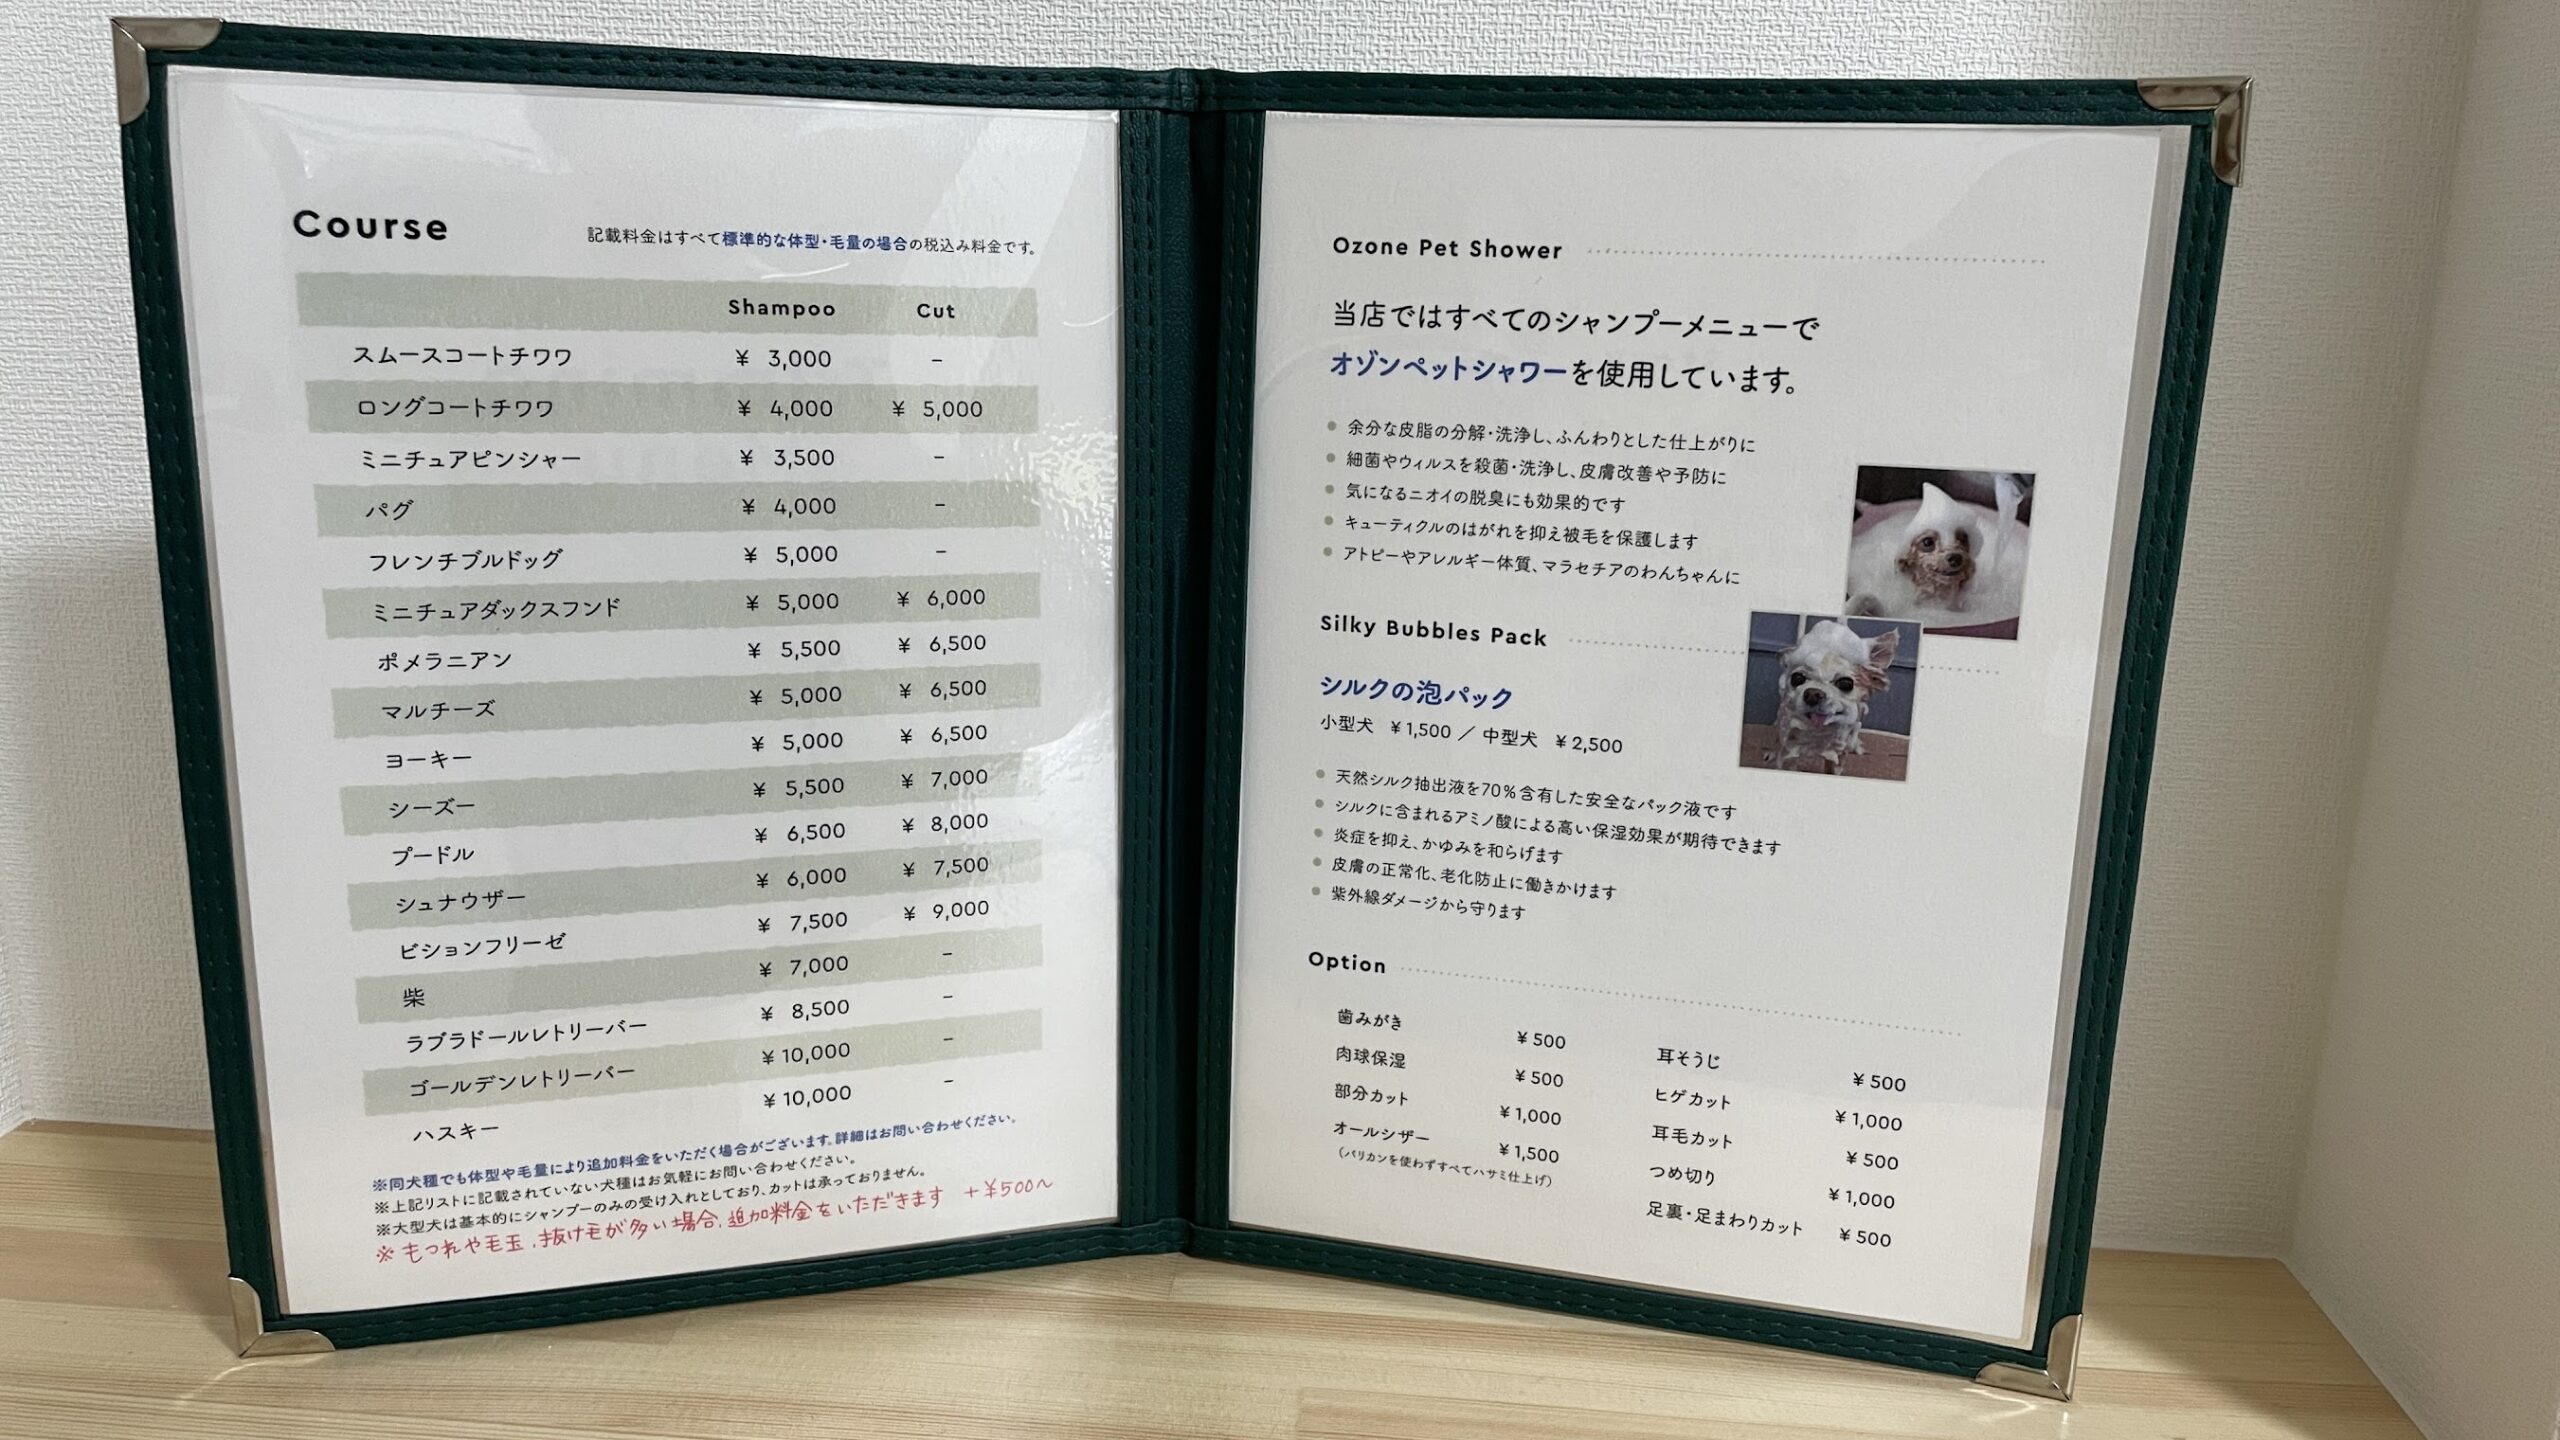 Course
記載料金はすべて標準的な体型・毛量の場合の税込み料金です。
Shampoo Cut
スムースコートチワワ ¥ 3,000 –
ロングコートチワワ ¥ 4,000 ¥ 5,000
ミニチュアピンシャー ¥ 3,500 –
パグ ¥ 4,000 –
フレンチブルドッグ ¥ 5,000 –
ミニチュアダックスフンド ¥ 5,000 ¥ 6,000
ポメラニアン ¥ 5,500 ¥ 6,500
マルチーズ ¥ 5,000 ¥ 6,500
ヨーキー ¥ 5,000 ¥ 6,500
シーズー ¥ 5,500 ¥ 7,000
プードル ¥ 6,500 ¥ 8,000
シュナウザー ¥ 6,000 ¥ 7,500
ビションフリーゼ ¥ 7,500 ¥ 9,000
柴 ¥ 7,000 –
ラブラドールレトリーバー ¥ 8,500 –
ゴールデンレトリーバー ¥ 10,000 –
ハスキー ¥ 10,000 –
※同犬種でも体型や毛量により追加料金をいただく場合がございます。詳細はお問い合わせください。
※上記リストに記載されていない犬種はお気軽にお問い合わせください。
※大型犬は基本的にシャンプーのみの受け入れとしており、カットは承っておりません。
※もつれや毛玉、抜け毛が多い場合、追加料金をいただきます +¥500〜
Ozone Pet Shower
当店ではすべてのシャンプーメニューで
オゾンペットシャワーを使用しています。
• 余分な皮脂の分解・洗浄し、ふんわりとした仕上がりに
• 細菌やウィルスを殺菌・洗浄し、皮膚改善や予防に
• 気になるニオイの脱臭にも効果的です
• キューティクルのはがれを抑え被毛を保護します
• アトピーやアレルギー体質、マラセチアのわんちゃんに
Silky Bubbles Pack
シルクの泡パック
小型犬 ¥1,500 / 中型犬 ¥2,500
• 天然シルク抽出液を70%含有した安全なパック液です
• シルクに含まれるアミノ酸による高い保湿効果が期待できます
• 炎症を抑え、かゆみを和らげます
• 皮膚の正常化、老化防止に働きかけます
• 紫外線ダメージから守ります
Option
歯みがき ¥500
肉球保湿 ¥500
部分カット ¥1,000
オールシザー ¥1,500
(バリカンを使わずすべてハサミ仕上げ)
耳そうじ ¥500
ヒゲカット ¥1,000
耳毛カット ¥500
つめ切り ¥1,000
足裏・足まわりカット ¥500